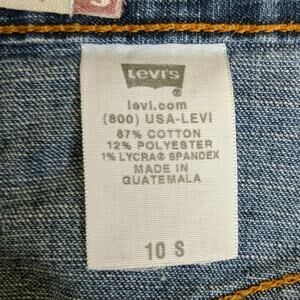 Levi's
levi.com
(800) USA-LEVI
87% COTTON
12% POLYESTER
1% LYCRA® SPANDEX
MADE IN
GUATEMALA
10 S